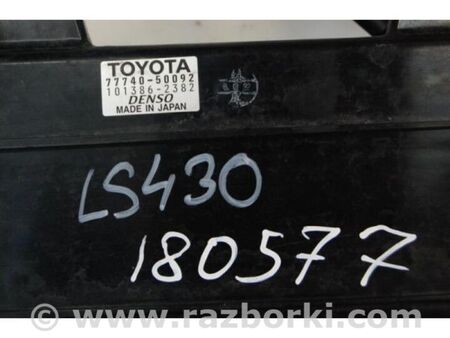 TOYOTA
77740-50092
101386-2382
DENSO
MADE IN JAPAN
LS430
180577
© www.razborki.com